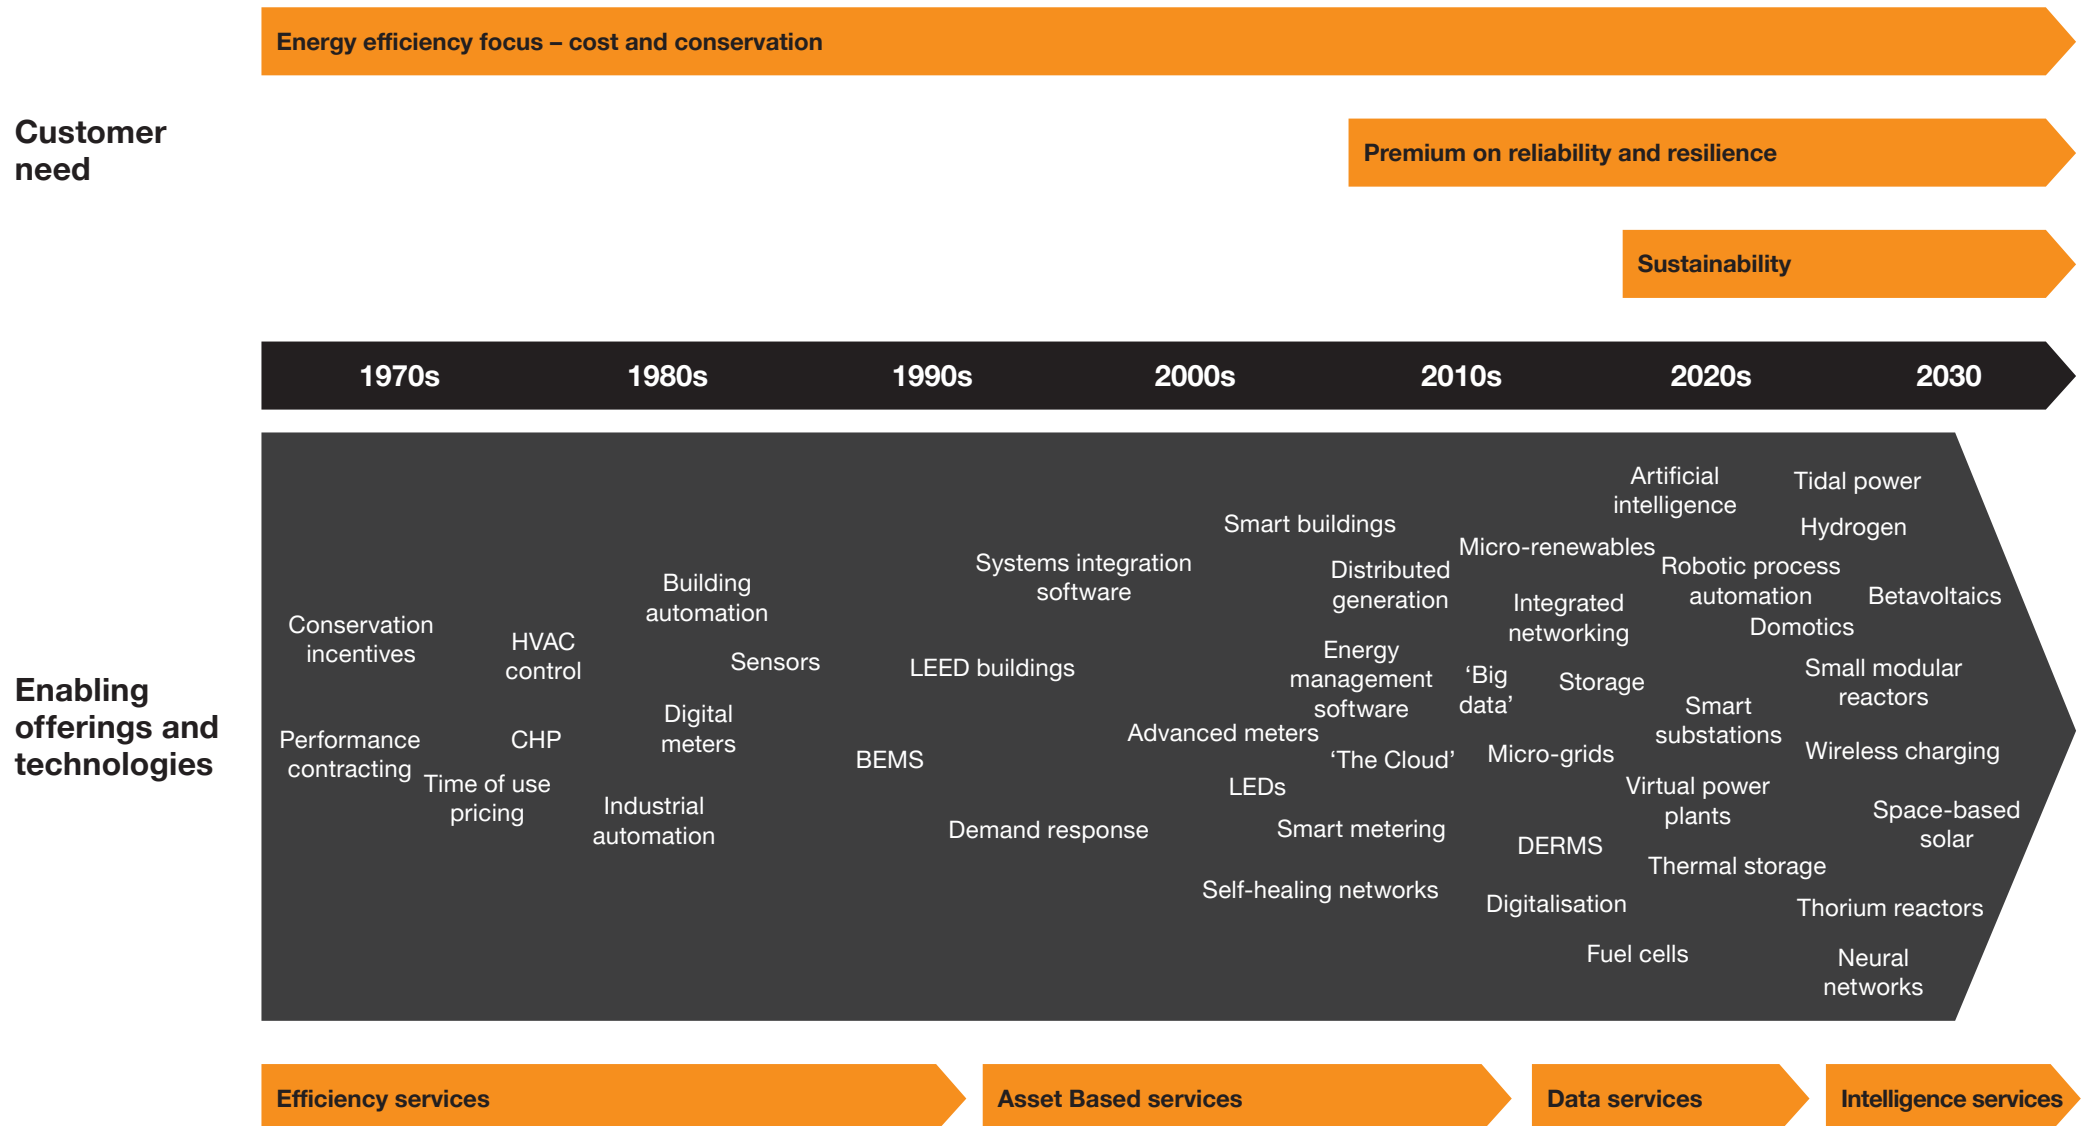 Energy efficiency focus – cost and conservation
Customer
need
Premium on reliability and resilience
Sustainability
1970s 1980s 1990s 2000s 2010s 2020s 2030
Enabling
offerings and
technologies
Conservation
incentives
Performance
contracting
HVAC
control
CHP
Time of use
pricing
Building
automation
Sensors
Digital
meters
Industrial
automation
BEMS
LEED buildings
Systems integration
software
Demand response
Advanced meters
Smart buildings
Distributed
generation
Energy
management
software
‘The Cloud’
LEDs
Smart metering
Self-healing networks
Micro-renewables
Integrated
networking
‘Big
data’
Storage
Micro-grids
DERMS
Digitalisation
Fuel cells
Artificial
intelligence
Robotic process
automation
Domotics
Smart
substations
Virtual power
plants
Thermal storage
Tidal power
Hydrogen
Betavoltaics
Small modular
reactors
Wireless charging
Space-based
solar
Thorium reactors
Neural
networks
Efficiency services
Asset Based services
Data services
Intelligence services